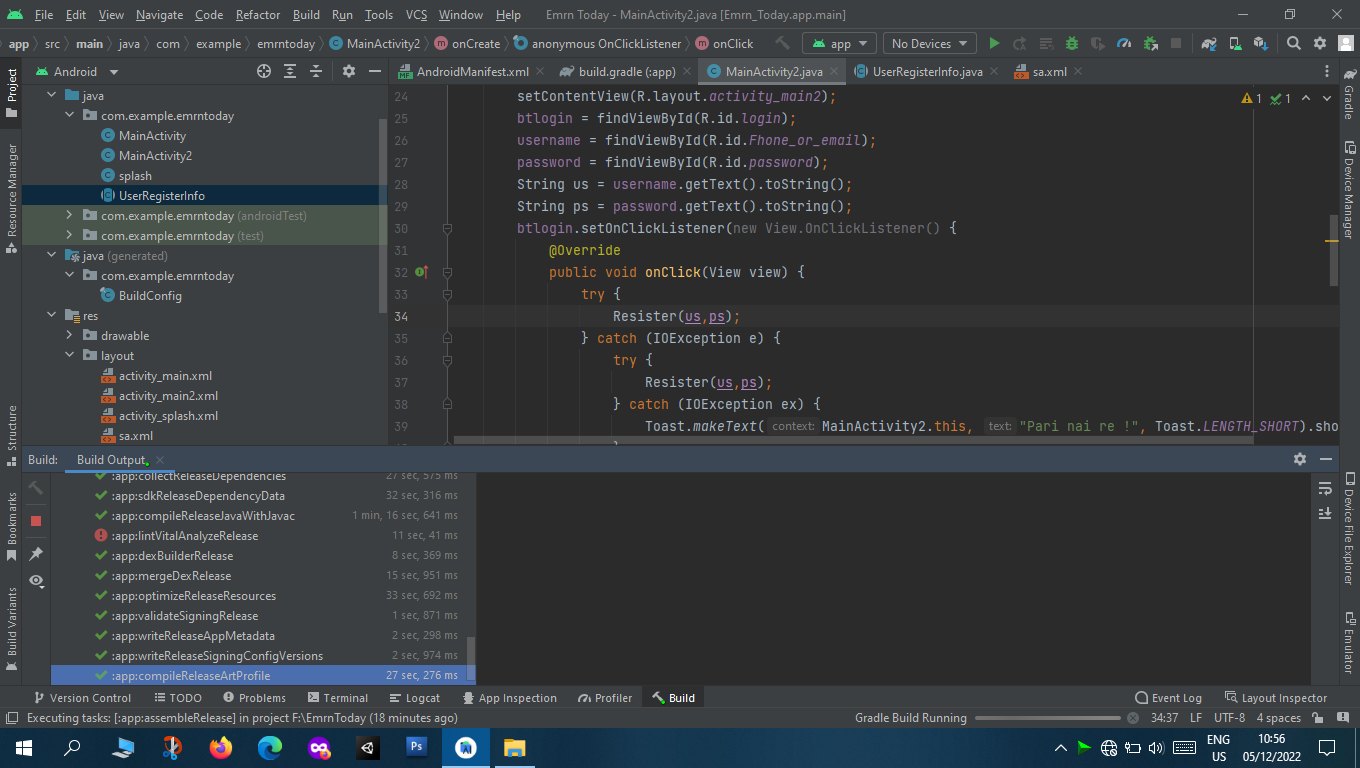 File Edit View Navigate Code Refactor Build Run Tools VCS Window Help Emrn Today - MainActivity2.java [Emrn_Today.app.main]
app src main java com example emrntoday MainActivity2 onCreate anonymous OnClickListener onClick app No Devices
Project
Android
AndroidManifest.xml build.gradle (:app) MainActivity2.java UserRegisterInfo.java sa.xml
Gradle
java
com.example.emrntoday
MainActivity
MainActivity2
splash
UserRegisterInfo
com.example.emrntoday (androidTest)
com.example.emrntoday (test)
java (generated)
com.example.emrntoday
BuildConfig
res
drawable
layout
activity_main.xml
activity_main2.xml
activity_splash.xml
sa.xml
Resource Manager
Structure
Bookmarks
Build Variants
24 setContentView(R.layout.activity_main2);
25 btlogin = findViewById(R.id.login);
26 username = findViewById(R.id.Fhone_or_email);
27 password = findViewById(R.id.password);
28 String us = username.getText().toString();
29 String ps = password.getText().toString();
30 btlogin.setOnClickListener(new View.OnClickListener() {
31 @Override
32 public void onClick(View view) {
33 try {
34 Resister(us,ps);
35 } catch (IOException e) {
36 try {
37 Resister(us,ps);
38 } catch (IOException ex) {
39 Toast.makeText( context: MainActivity2.this, text: "Pari nai re !", Toast.LENGTH_SHORT).sho
1 1
Device Manager
Device File Explorer
Emulator
Build: Build Output
:app:collectReleaseDependencies 27 sec, 575 ms
:app:sdkReleaseDependencyData 32 sec, 316 ms
:app:compileReleaseJavaWithJavac 1 min, 16 sec, 641 ms
:app:lintVitalAnalyzeRelease 11 sec, 41 ms
:app:dexBuilderRelease 8 sec, 369 ms
:app:mergeDexRelease 15 sec, 951 ms
:app:optimizeReleaseResources 33 sec, 692 ms
:app:validateSigningRelease 1 sec, 871 ms
:app:writeReleaseAppMetadata 2 sec, 298 ms
:app:writeReleaseSigningConfigVersions 2 sec, 974 ms
:app:compileReleaseArtProfile 27 sec, 276 ms
Version Control TODO Problems Terminal Logcat App Inspection Profiler Build Event Log Layout Inspector
Executing tasks: [:app:assembleRelease] in project F:\EmrnToday (18 minutes ago) Gradle Build Running 34:37 LF UTF-8 4 spaces
Ps
ENG 10:56
US 05/12/2022